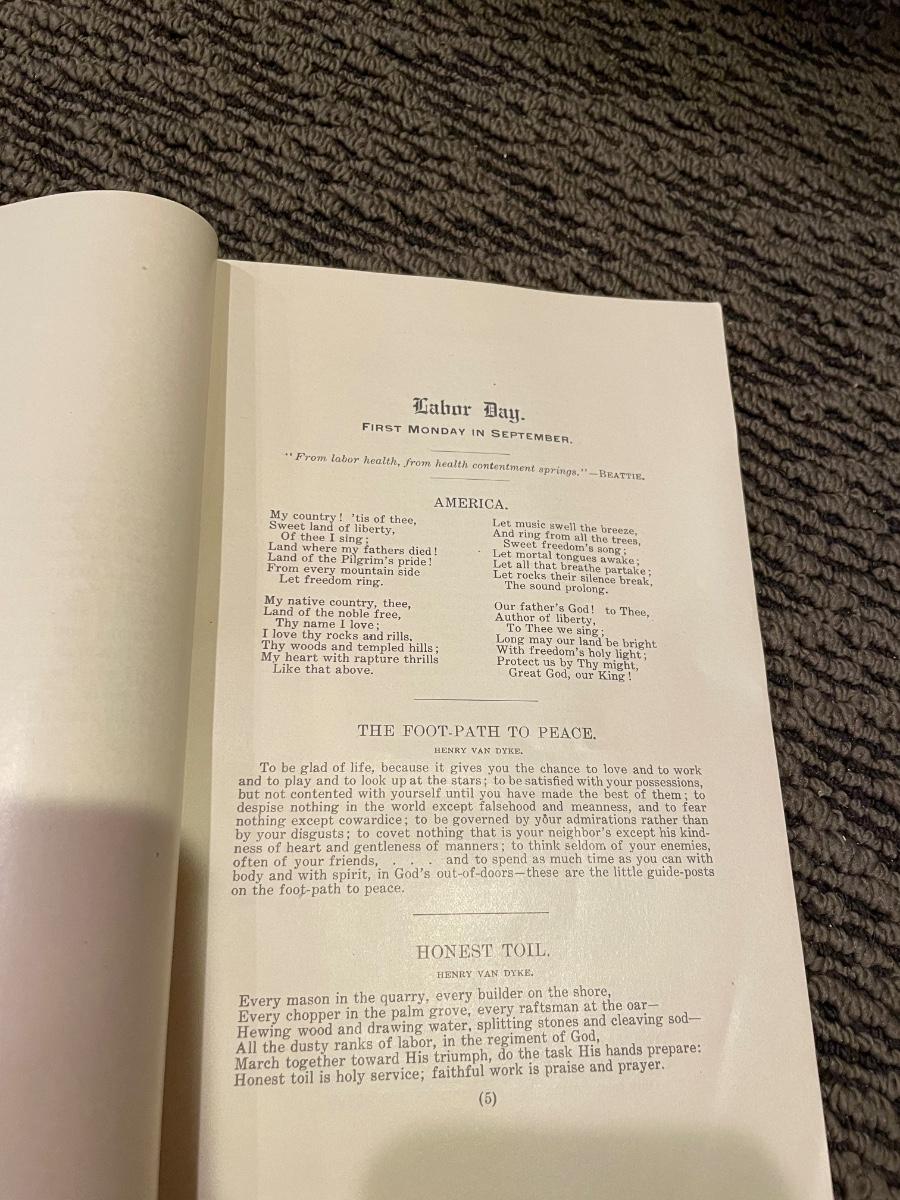 Labor Day.
FIRST MONDAY IN SEPTEMBER.
"From labor health, from health contentment springs."—BEATTIE.
AMERICA.
My country! 'tis of thee,
Sweet land of liberty,
Of thee I sing;
Land where my fathers died!
Land of the Pilgrim's pride!
From every mountain side
Let freedom ring.
My native country, thee,
Land of the noble free,
Thy name I love;
I love thy rocks and rills,
Thy woods and templed hills;
My heart with rapture thrills
Like that above.
Let music swell the breeze,
And ring from all the trees,
Sweet freedom's song;
Let mortal tongues awake;
Let all that breathe partake;
Let rocks their silence break,
The sound prolong.
Our father's God! to Thee,
Author of liberty,
To Thee we sing;
Long may our land be bright
With freedom's holy light;
Protect us by Thy might,
Great God, our King!
THE FOOT-PATH TO PEACE.
HENRY VAN DYKE.
To be glad of life, because it gives you the chance to love and to work
and to play and to look up at the stars; to be satisfied with your possessions,
but not contented with yourself until you have made the best of them; to
despise nothing in the world except falsehood and meanness, and to fear
nothing except cowardice; to be governed by your admirations rather than
by your disgusts; to covet nothing that is your neighbor's except his kind-
ness of heart and gentleness of manners; to think seldom of your enemies,
often of your friends, . . . and to spend as much time as you can with
body and with spirit, in God's out-of-doors—these are the little guide-posts
on the foot-path to peace.
HONEST TOIL.
HENRY VAN DYKE.
Every mason in the quarry, every builder on the shore,
Every chopper in the palm grove, every raftsman at the oar—
Hewing wood and drawing water, splitting stones and cleaving sod—
All the dusty ranks of labor, in the regiment of God,
March together toward His triumph, do the task His hands prepare:
Honest toil is holy service; faithful work is praise and prayer.
(5)